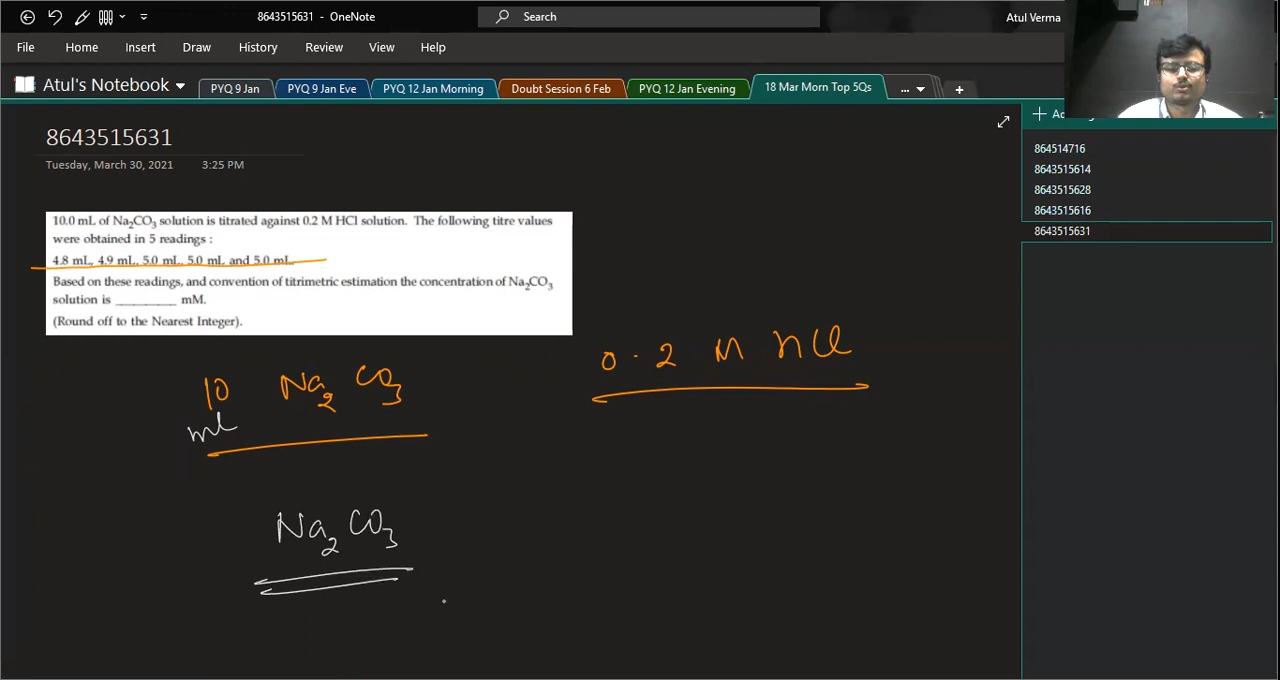 8643515631 - OneNote
Search
Atul Verma
File Home Insert Draw History Review View Help
Atul's Notebook
PYQ 9 Jan
PYQ 9 Jan Eve
PYQ 12 Jan Morning
Doubt Session 6 Feb
PYQ 12 Jan Evening
18 Mar Morn Top 5Qs
...
8643515631
Tuesday, March 30, 2021 3:25 PM
10.0 mL of Na₂CO₃ solution is titrated against 0.2 M HCl solution. The following titre values
were obtained in 5 readings :
4.8 mL, 4.9 mL, 5.0 mL, 5.0 mL and 5.0 mL.
Based on these readings, and convention of titrimetric estimation the concentration of Na₂CO₃
solution is ________ mM.
(Round off to the Nearest Integer).
0.2 M HCl
10 Na₂CO₃
ml
Na₂CO₃
864514716
8643515614
8643515628
8643515616
8643515631